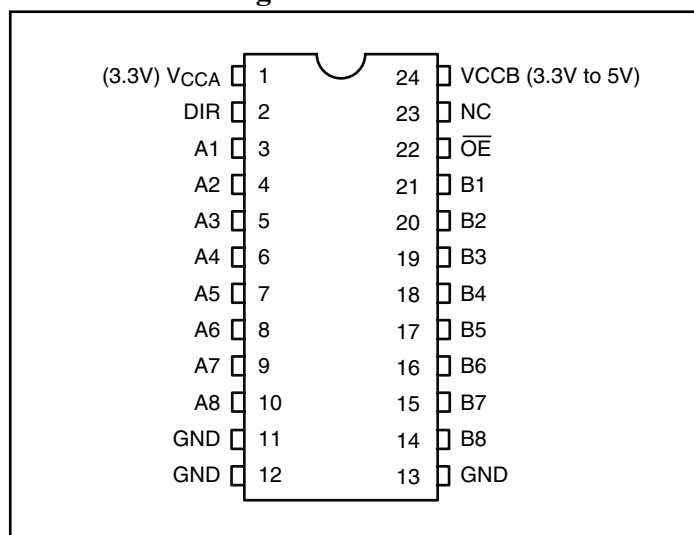 (3.3V) VCCA 1 24 VCCB (3.3V to 5V)
DIR 2 23 NC
A1 3 22 O̅E̅
A2 4 21 B1
A3 5 20 B2
A4 6 19 B3
A5 7 18 B4
A6 8 17 B5
A7 9 16 B6
A8 10 15 B7
GND 11 14 B8
GND 12 13 GND